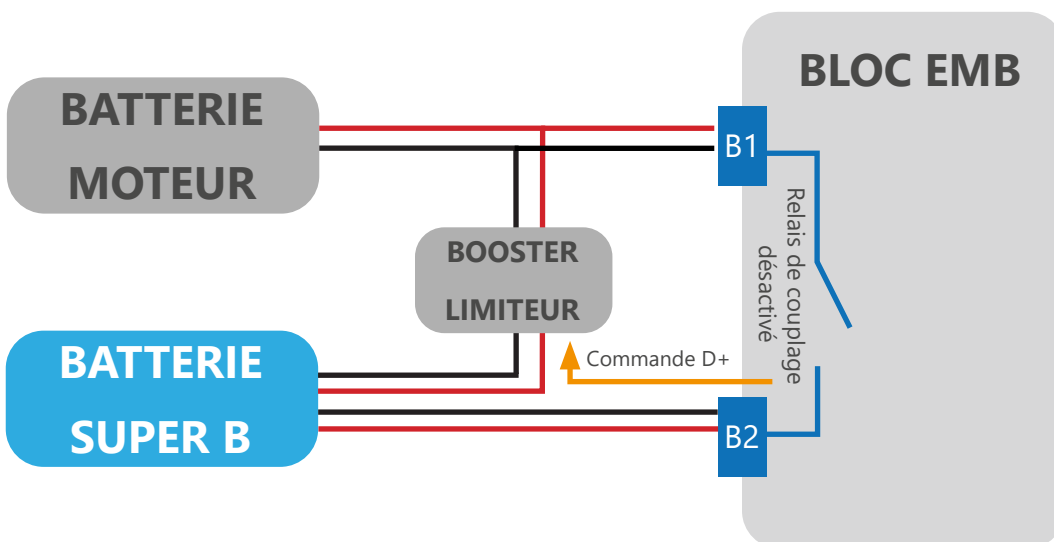 BLOC EMB
BATTERIE
MOTEUR
B1
Relais de couplage
désactivé
BOOSTER
LIMITEUR
Commande D+
BATTERIE
SUPER B
B2